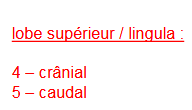 lobe supérieur / lingula :
4 – crânial
5 – caudal